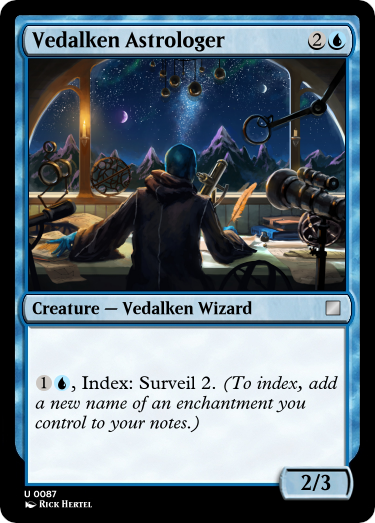 Vedalken Astrologer 2
Creature — Vedalken Wizard
1, Index: Surveil 2. (To index, add
a new name of an enchantment you
control to your notes.)
2/3
U 0087
Rick Hertel